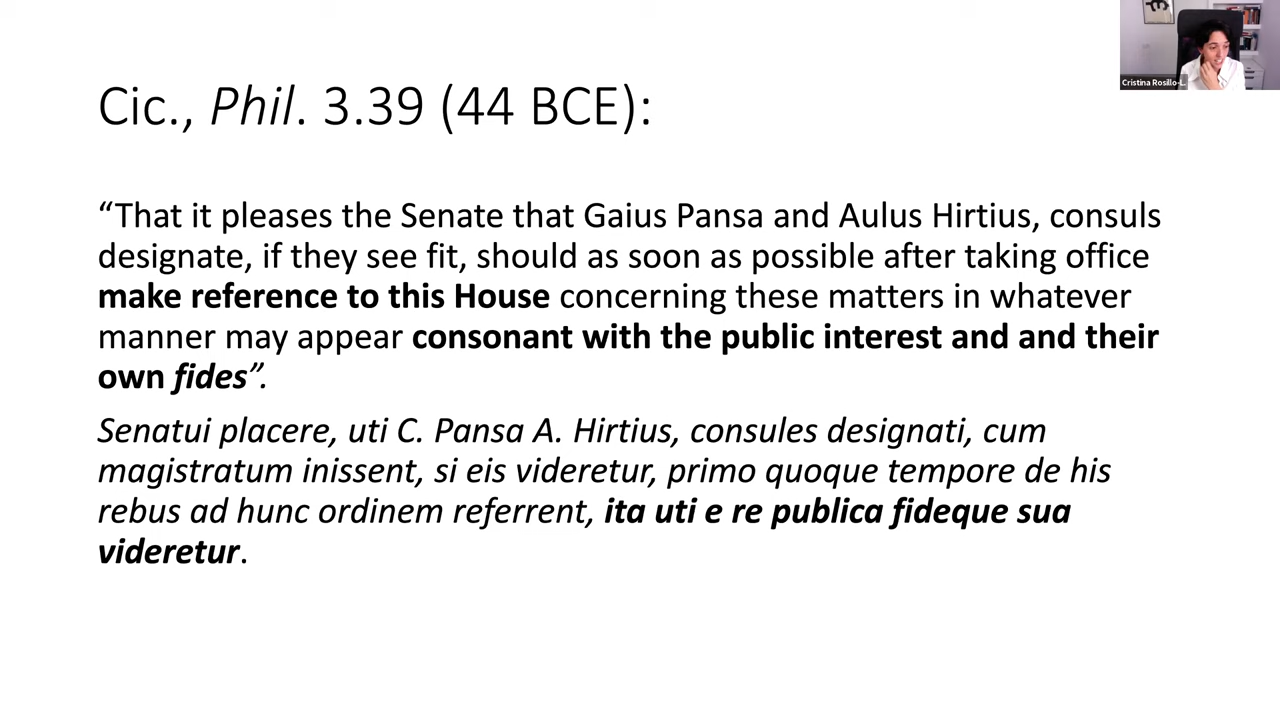 Cristina Rosillo-L
Cic., Phil. 3.39 (44 BCE):
“That it pleases the Senate that Gaius Pansa and Aulus Hirtius, consuls
designate, if they see fit, should as soon as possible after taking office
make reference to this House concerning these matters in whatever
manner may appear consonant with the public interest and and their
own fides”.
Senatui placere, uti C. Pansa A. Hirtius, consules designati, cum
magistratum inissent, si eis videretur, primo quoque tempore de his
rebus ad hunc ordinem referrent, ita uti e re publica fideque sua
videretur.